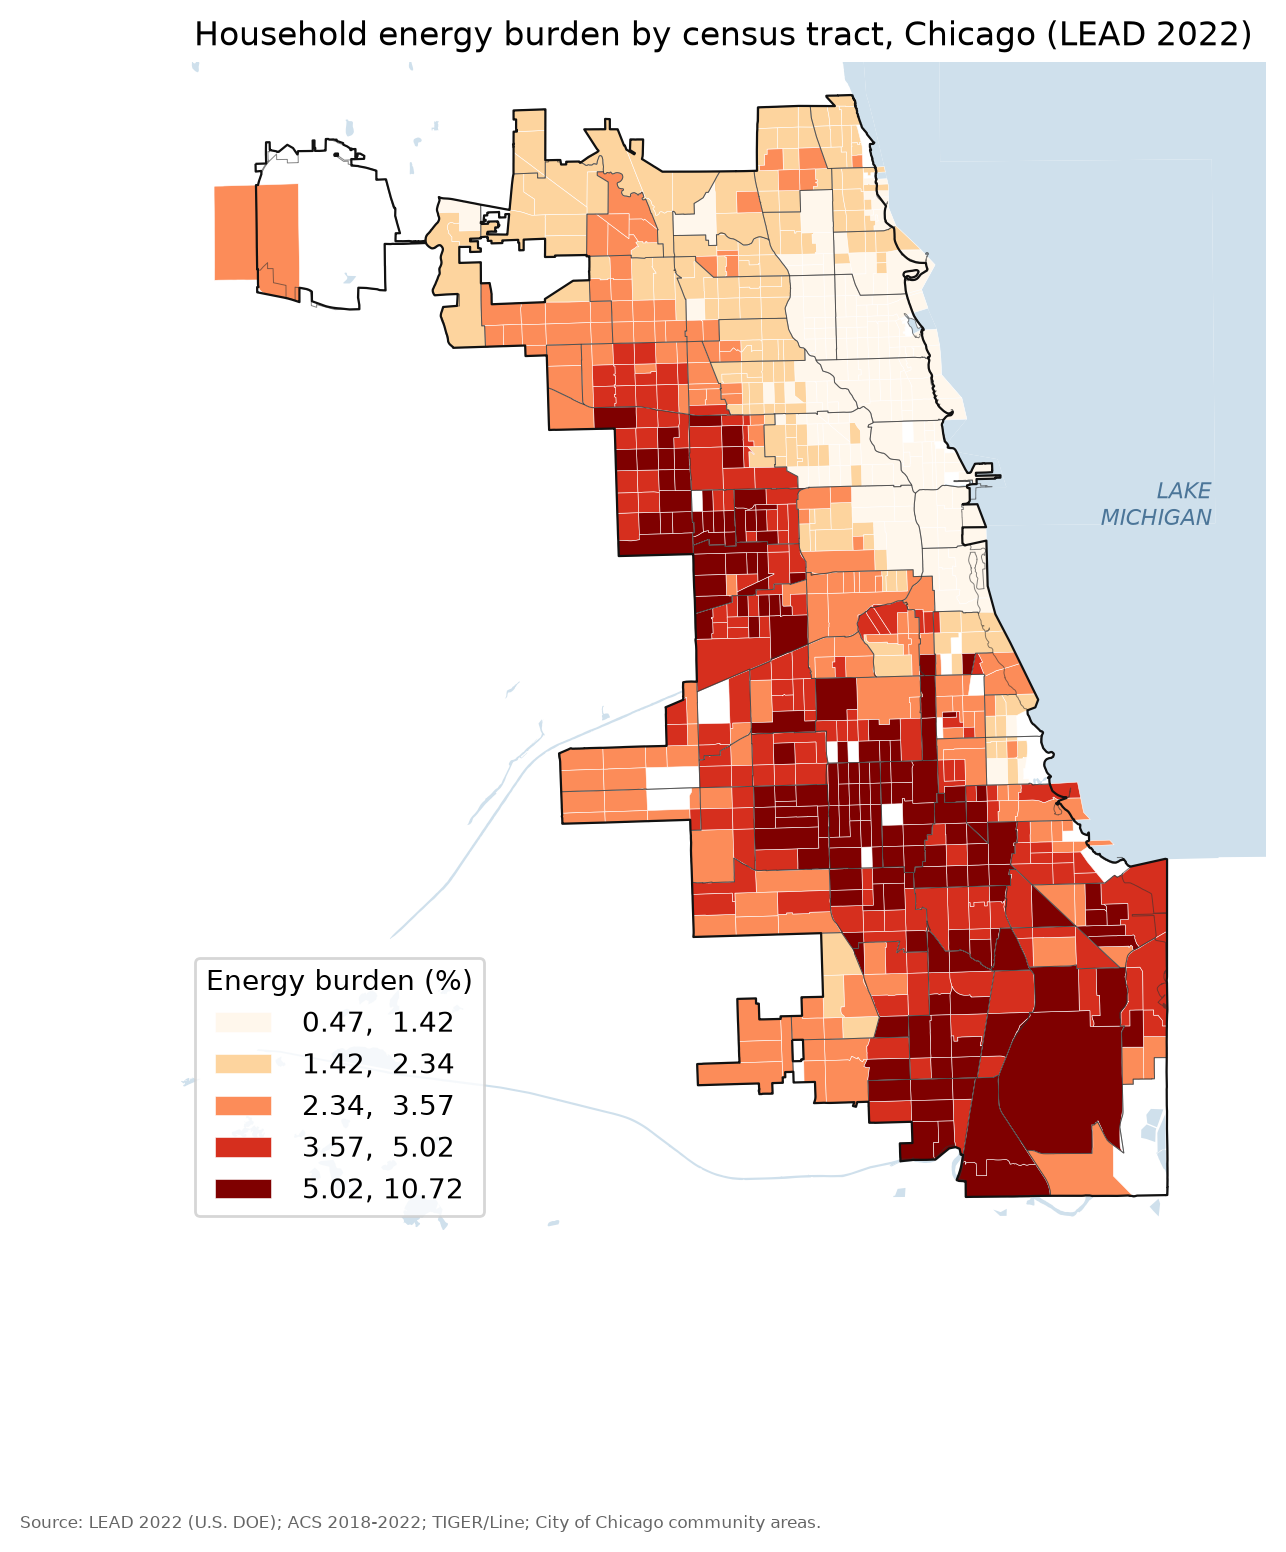 Household energy burden by census tract, Chicago (LEAD 2022)
LAKE
MICHIGAN
Energy burden (%)
0.47, 1.42
1.42, 2.34
2.34, 3.57
3.57, 5.02
5.02, 10.72
Source: LEAD 2022 (U.S. DOE); ACS 2018-2022; TIGER/Line; City of Chicago community areas.